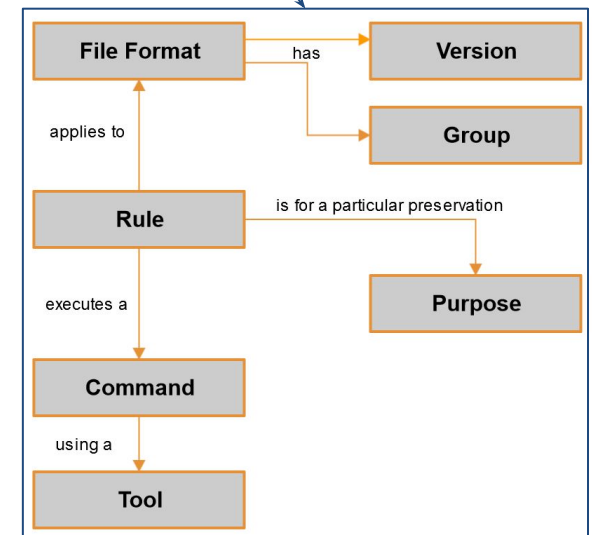 File Format
has
Version
Group
applies to
Rule
is for a particular preservation
Purpose
executes a
Command
using a
Tool